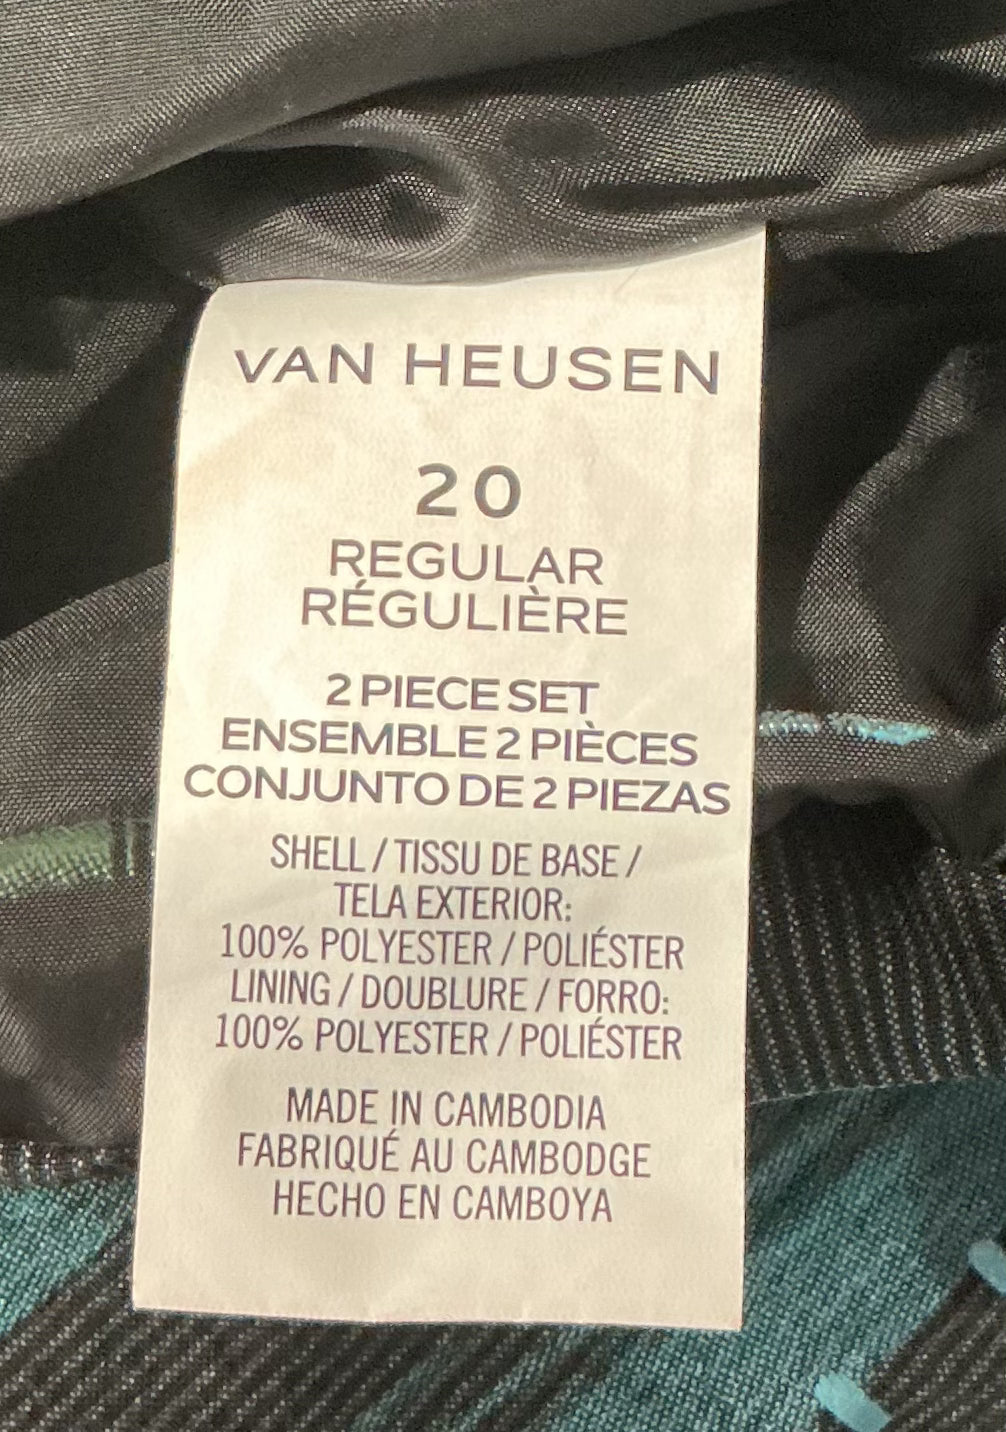 VAN HEUSEN
20
REGULAR
RÉGULIÈRE
2 PIECE SET
ENSEMBLE 2 PIÈCES
CONJUNTO DE 2 PIEZAS
SHELL / TISSU DE BASE /
TELA EXTERIOR:
100% POLYESTER / POLIÉSTER
LINING / DOUBLURE / FORRO:
100% POLYESTER / POLIÉSTER
MADE IN CAMBODIA
FABRIQUÉ AU CAMBODGE
HECHO EN CAMBOYA